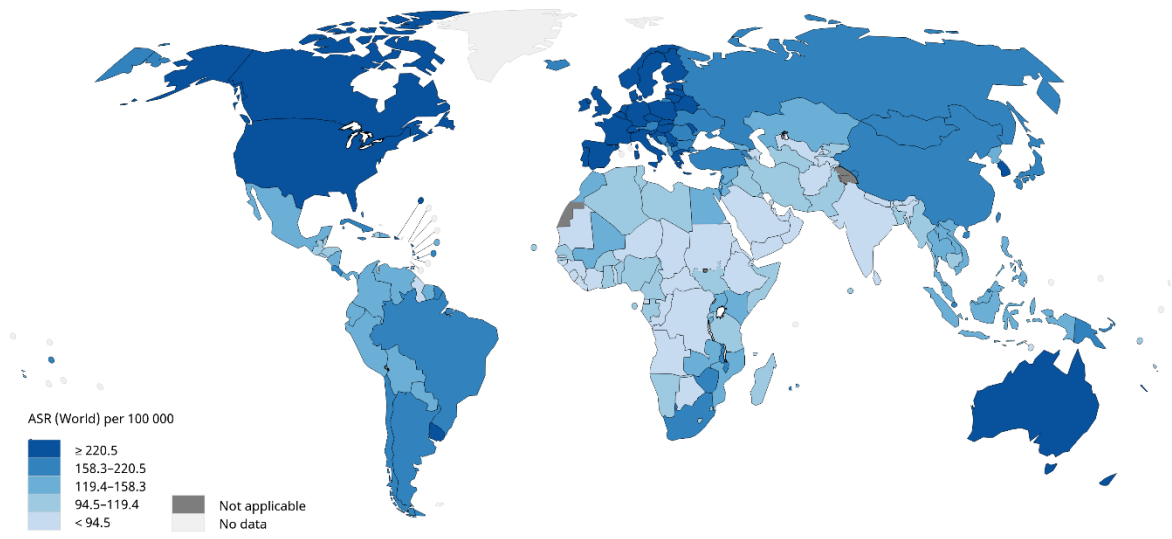 ASR (World) per 100 000
≥ 220.5
158.3–220.5
119.4–158.3
94.5–119.4
< 94.5
Not applicable
No data